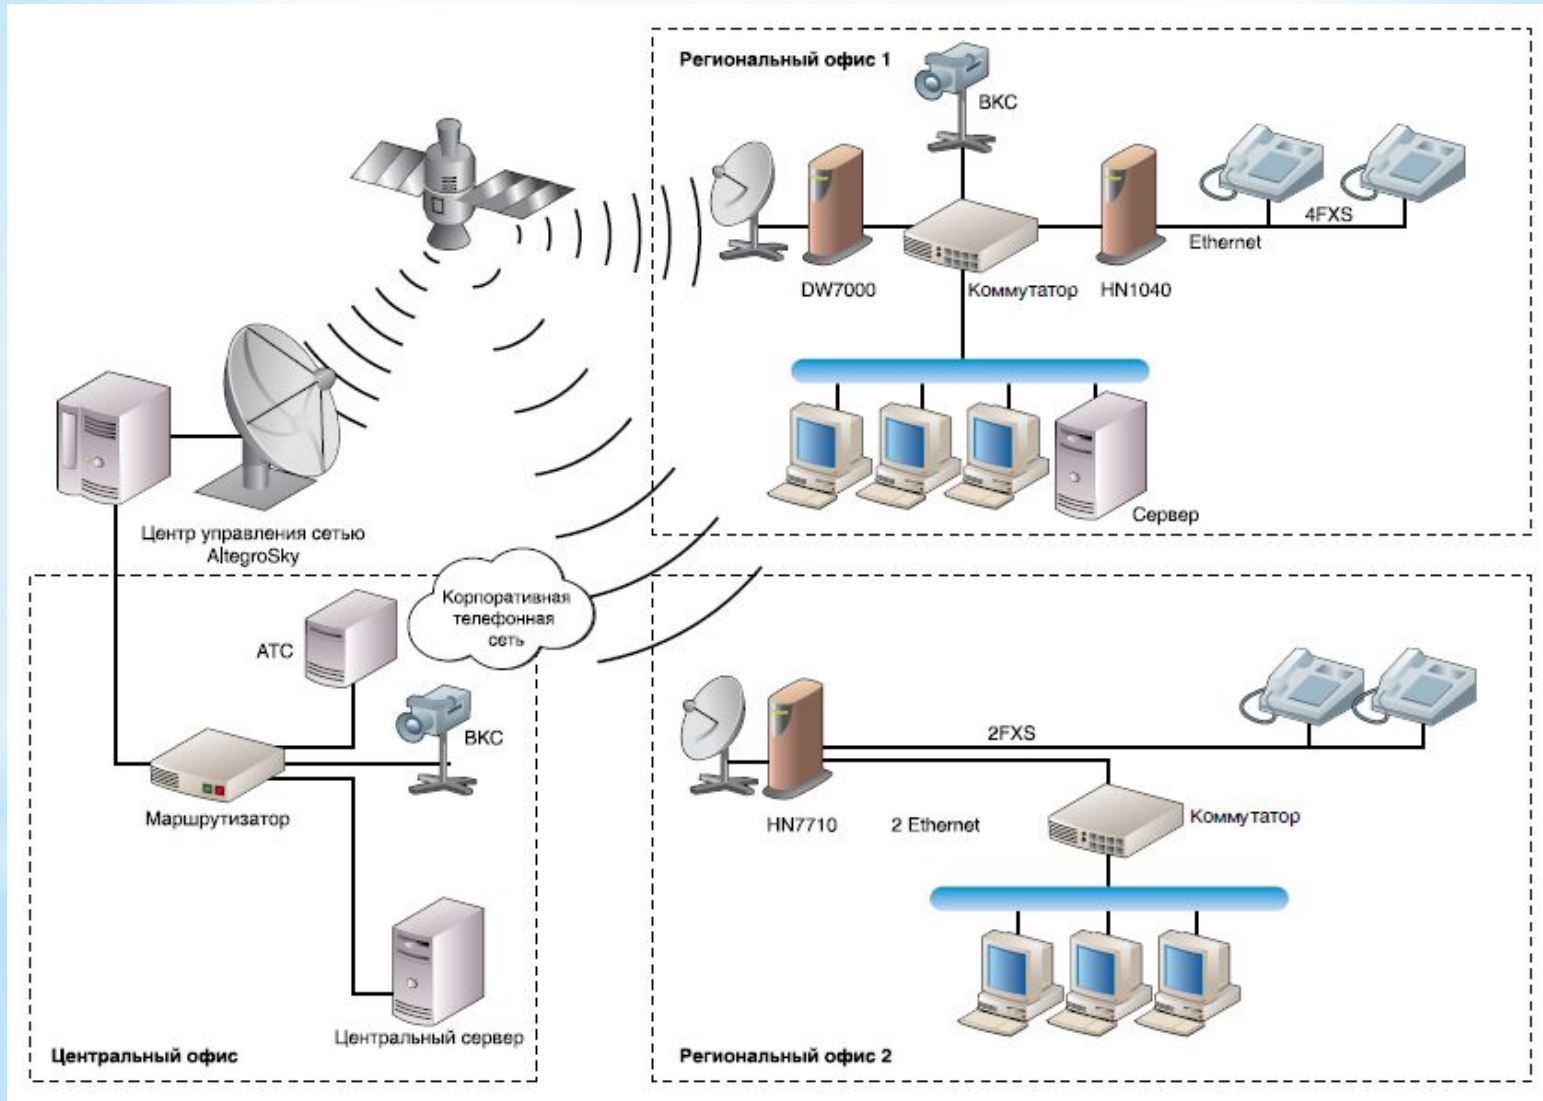 Региональный офис 1
ВКС
4FXS
Ethernet
DW7000
Коммутатор
HN1040
Сервер
Центр управления сетью
AltegroSky
Корпоративная
телефонная
сеть
АТС
ВКС
Маршрутизатор
Центральный сервер
Центральный офис
2FXS
HN7710
2 Ethernet
Коммутатор
Региональный офис 2